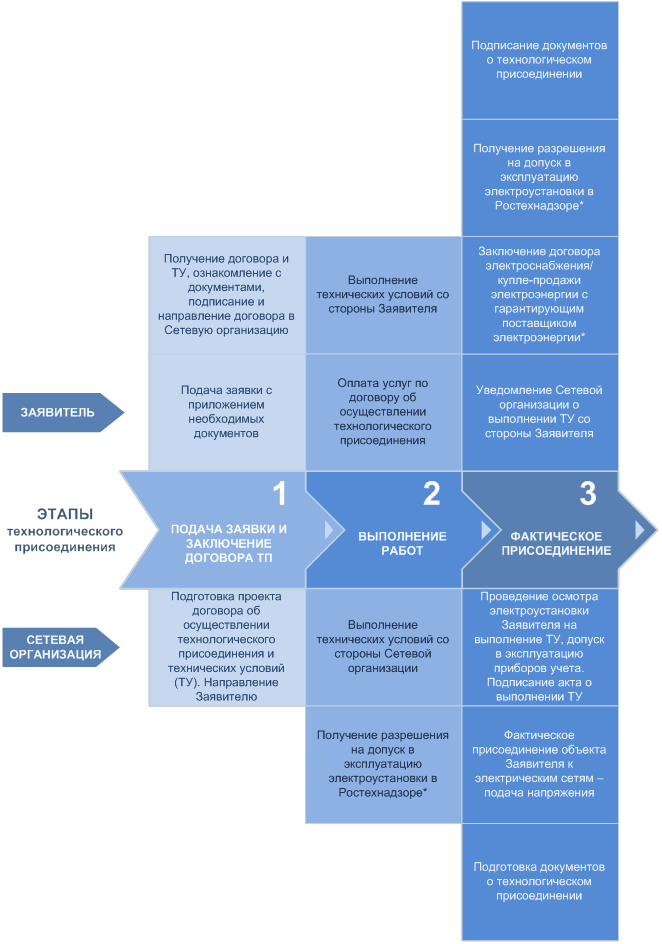 Подписание документов
о технологическом
присоединении
Получение разрешения
на допуск в
эксплуатацию
электроустановки в
Ростехнадзоре*
Получение договора и
ТУ, ознакомление с
документами,
подписание и
направление договора в
Сетевую организацию
Выполнение
технических условий со
стороны Заявителя
Заключение договора
электроснабжения/
купле-продажи
электроэнергии с
гарантирующим
поставщиком
электроэнергии*
ЗАЯВИТЕЛЬ
Подача заявки с
приложением
необходимых
документов
Оплата услуг по
договору об
осуществлении
технологического
присоединения
Уведомление Сетевой
организации о
выполнении ТУ со
стороны Заявителя
ЭТАПЫ
технологического
присоединения
1
ПОДАЧА ЗАЯВКИ И
ЗАКЛЮЧЕНИЕ
ДОГОВОРА ТП
2
ВЫПОЛНЕНИЕ
РАБОТ
3
ФАКТИЧЕСКОЕ
ПРИСОЕДИНЕНИЕ
СЕТЕВАЯ
ОРГАНИЗАЦИЯ
Подготовка проекта
договора об
осуществлении
технологического
присоединения и
технических условий
(ТУ). Направление
Заявителю
Выполнение
технических условий со
стороны Сетевой
организации
Проведение осмотра
электроустановки
Заявителя на
выполнение ТУ, допуск
в эксплуатацию
приборов учета.
Подписание акта о
выполнении ТУ
Получение разрешения
на допуск в
эксплуатацию
электроустановки в
Ростехнадзоре*
Фактическое
присоединение объекта
Заявителя к
электрическим сетям –
подача напряжения
Подготовка документов
о технологическом
присоединении